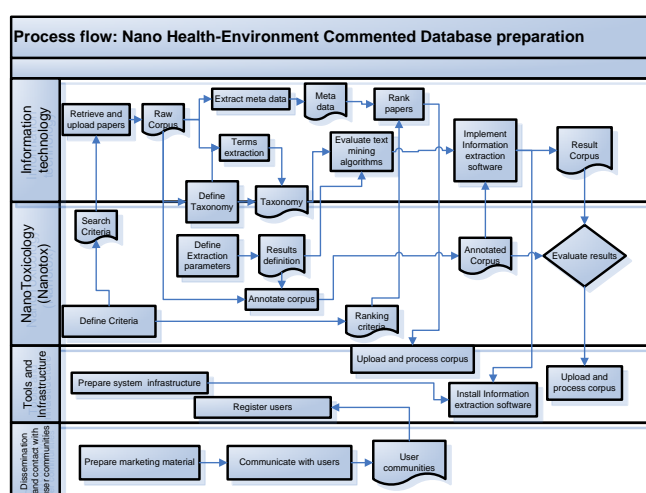 Process flow: Nano Health-Environment Commented Database preparation
Information
technology
Retrieve and
upload papers
Raw
Corpus
Extract meta data
Meta
data
Rank
papers
Terms
extraction
Evaluate text
mining
algorithms
Implement
Information
extraction
software
Result
Corpus
Define
Taxonomy
Taxonomy
NanoToxicology
(Nanotox)
Search
Criteria
Define
Extraction
parameters
Results
definition
Annotated
Corpus
Evaluate results
Annotate corpus
Define Criteria
Ranking
criteria
Tools and
Infrastructure
Upload and process corpus
Prepare system infrastructure
Install Information
extraction software
Upload and
process corpus
Register users
Dissemination
and contact with
user communities
Prepare marketing material
Communicate with users
User
communities